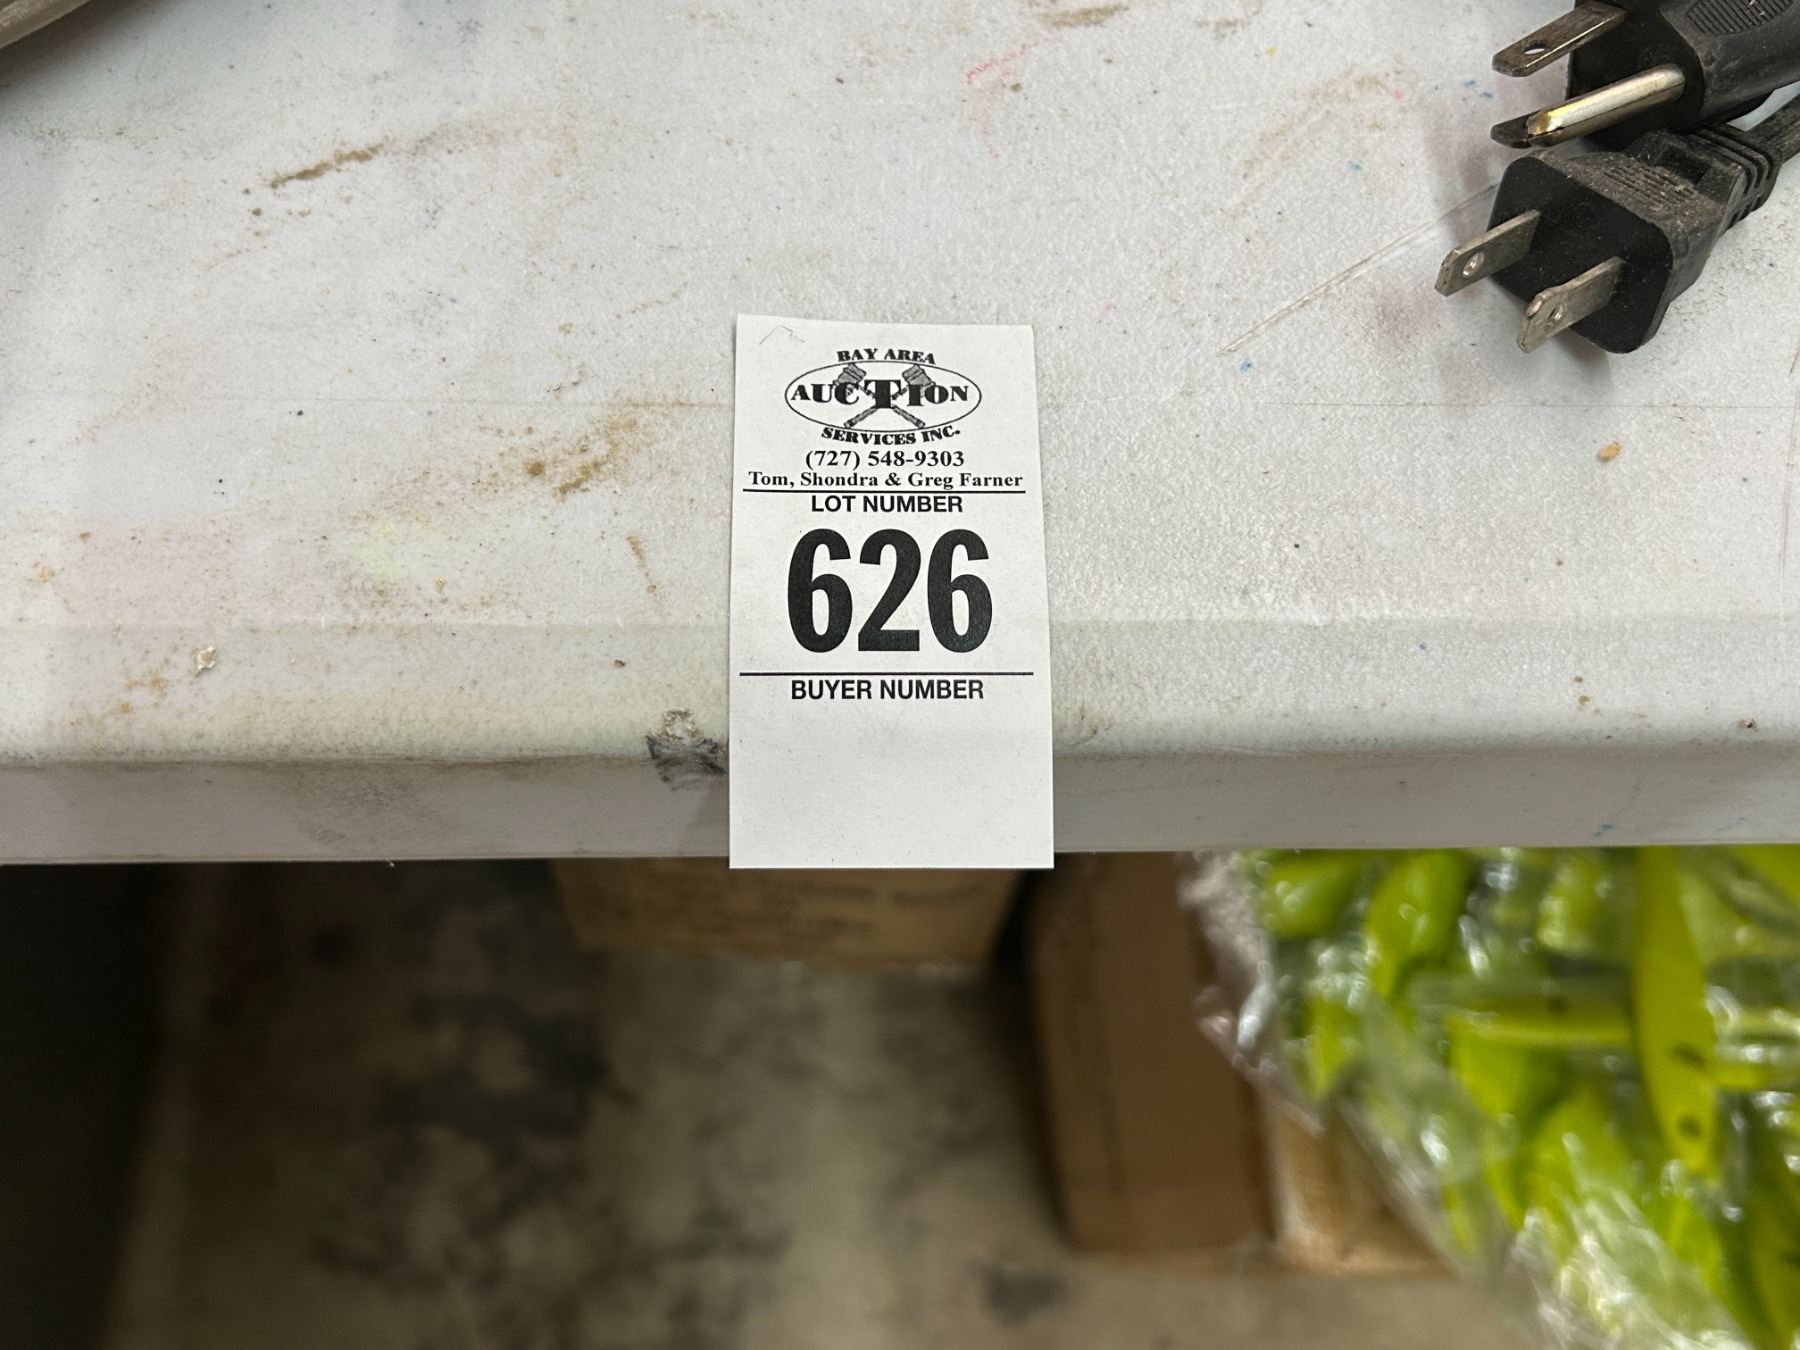 BAY AREA
AUCTION
SERVICES INC.
(727) 548-9303
Tom, Shondra & Greg Farner
LOT NUMBER
626
BUYER NUMBER